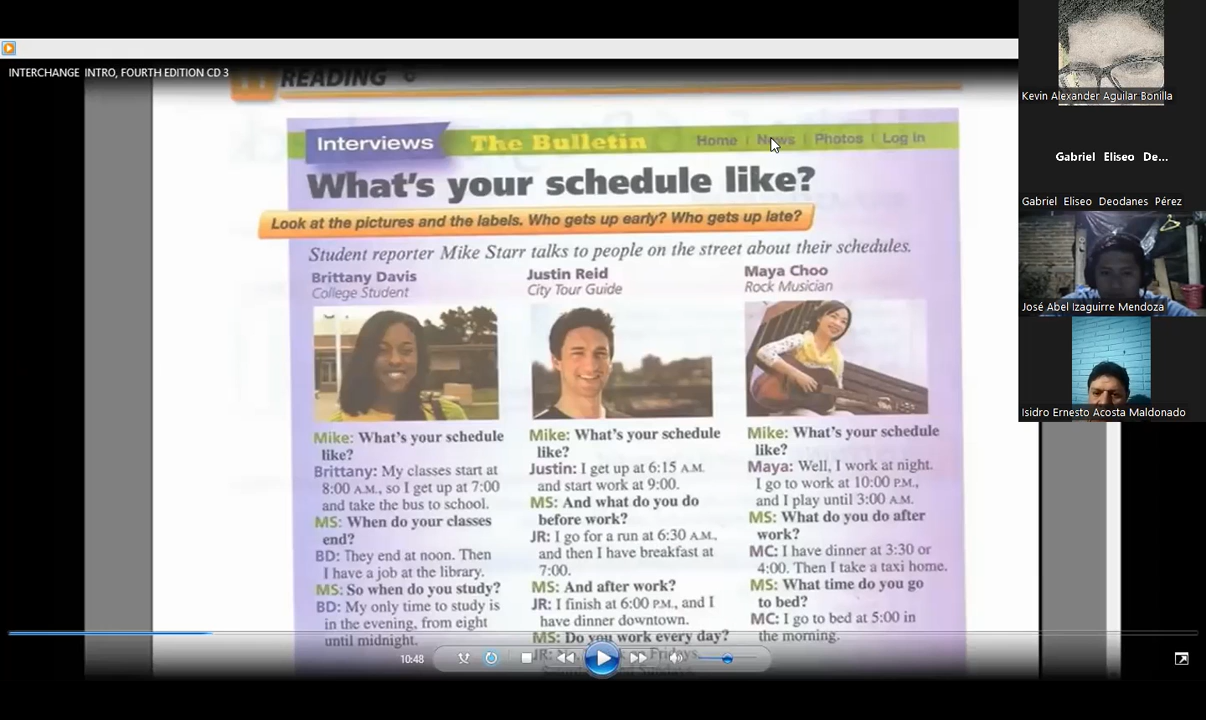 INTERCHANGE INTRO, FOURTH EDITION CD 3
READING
Interviews
The Bulletin
Home | News | Photos | Log in
What's your schedule like?
Look at the pictures and the labels. Who gets up early? Who gets up late?
Student reporter Mike Starr talks to people on the street about their schedules.
Brittany Davis
College Student
Mike: What's your schedule
like?
Brittany: My classes start at
8:00 A.M., so I get up at 7:00
and take the bus to school.
MS: When do your classes
end?
BD: They end at noon. Then
I have a job at the library.
MS: So when do you study?
BD: My only time to study is
in the evening, from eight
until midnight.
Justin Reid
City Tour Guide
Mike: What's your schedule
like?
Justin: I get up at 6:15 A.M.
and start work at 9:00.
MS: And what do you do
before work?
JR: I go for a run at 6:30 A.M.,
and then I have breakfast at
7:00.
MS: And after work?
JR: I finish at 6:00 P.M., and I
have dinner downtown.
MS: Do you work every day?
JR:
Fridays,
Maya Choo
Rock Musician
Mike: What's your schedule
like?
Maya: Well, I work at night.
I go to work at 10:00 P.M.,
and I play until 3:00 A.M.
MS: What do you do after
work?
MC: I have dinner at 3:30 or
4:00. Then I take a taxi home.
MS: What time do you go
to bed?
MC: I go to bed at 5:00 in
the morning.
10:48
Kevin Alexander Aguilar Bonilla
Gabriel Eliseo De...
Gabriel Eliseo Deodanes Pérez
José Abel Izaguirre Mendoza
Isidro Ernesto Acosta Maldonado